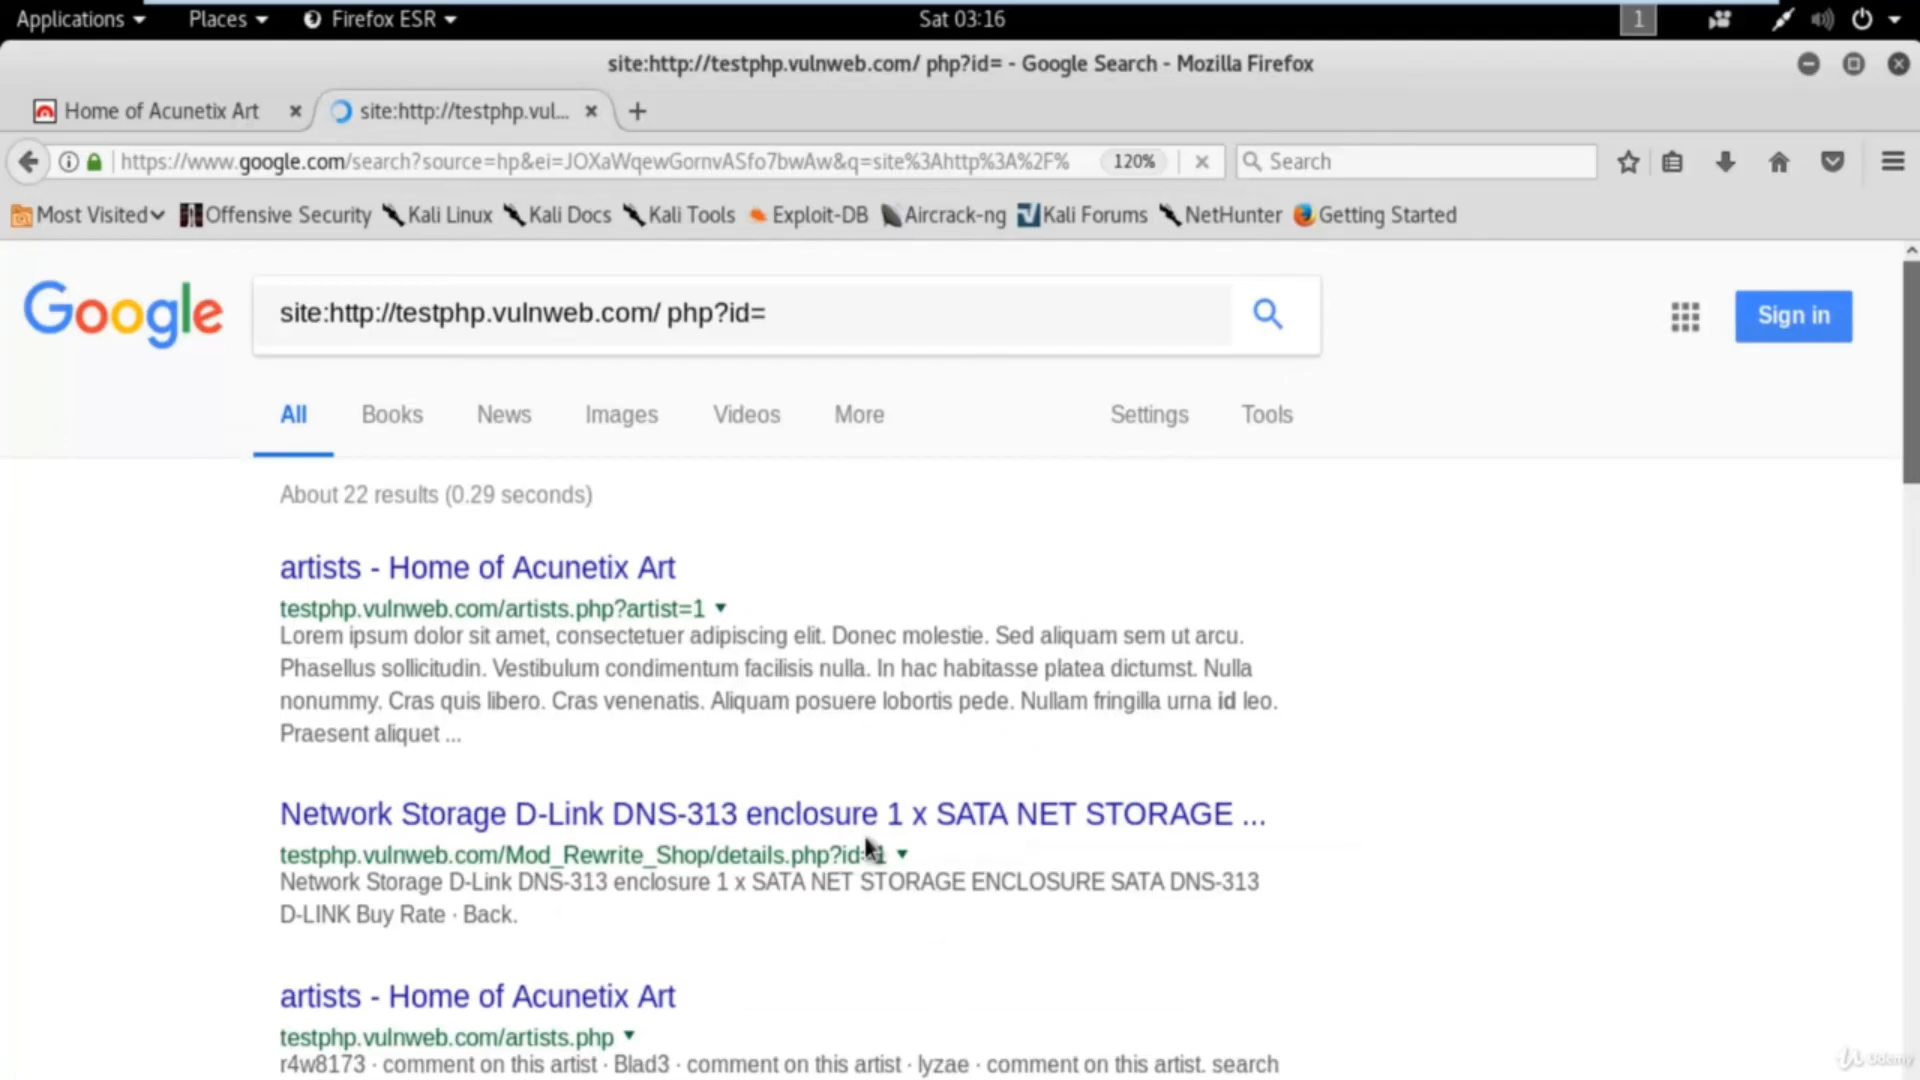 Applications Places Firefox ESR Sat 03:16 1
site:http://testphp.vulnweb.com/ php?id= - Google Search - Mozilla Firefox
Home of Acunetix Art site:http://testphp.vul...
https://www.google.com/search?source=hp&ei=JOXaWqewGornvASfo7bwAw&q=site%3Ahttp%3A%2F% 120% Search
Most Visited Offensive Security Kali Linux Kali Docs Kali Tools Exploit-DB Aircrack-ng Kali Forums NetHunter Getting Started
Google site:http://testphp.vulnweb.com/ php?id= Sign in
All Books News Images Videos More Settings Tools
About 22 results (0.29 seconds)
artists - Home of Acunetix Art
testphp.vulnweb.com/artists.php?artist=1
Lorem ipsum dolor sit amet, consectetuer adipiscing elit. Donec molestie. Sed aliquam sem ut arcu.
Phasellus sollicitudin. Vestibulum condimentum facilisis nulla. In hac habitasse platea dictumst. Nulla
nonummy. Cras quis libero. Cras venenatis. Aliquam posuere lobortis pede. Nullam fringilla urna id leo.
Praesent aliquet ...
Network Storage D-Link DNS-313 enclosure 1 x SATA NET STORAGE ...
testphp.vulnweb.com/Mod_Rewrite_Shop/details.php?id=1
Network Storage D-Link DNS-313 enclosure 1 x SATA NET STORAGE ENCLOSURE SATA DNS-313
D-LINK Buy Rate · Back.
artists - Home of Acunetix Art
testphp.vulnweb.com/artists.php
r4w8173 · comment on this artist · Blad3 · comment on this artist · lyzae · comment on this artist. search
Udemy